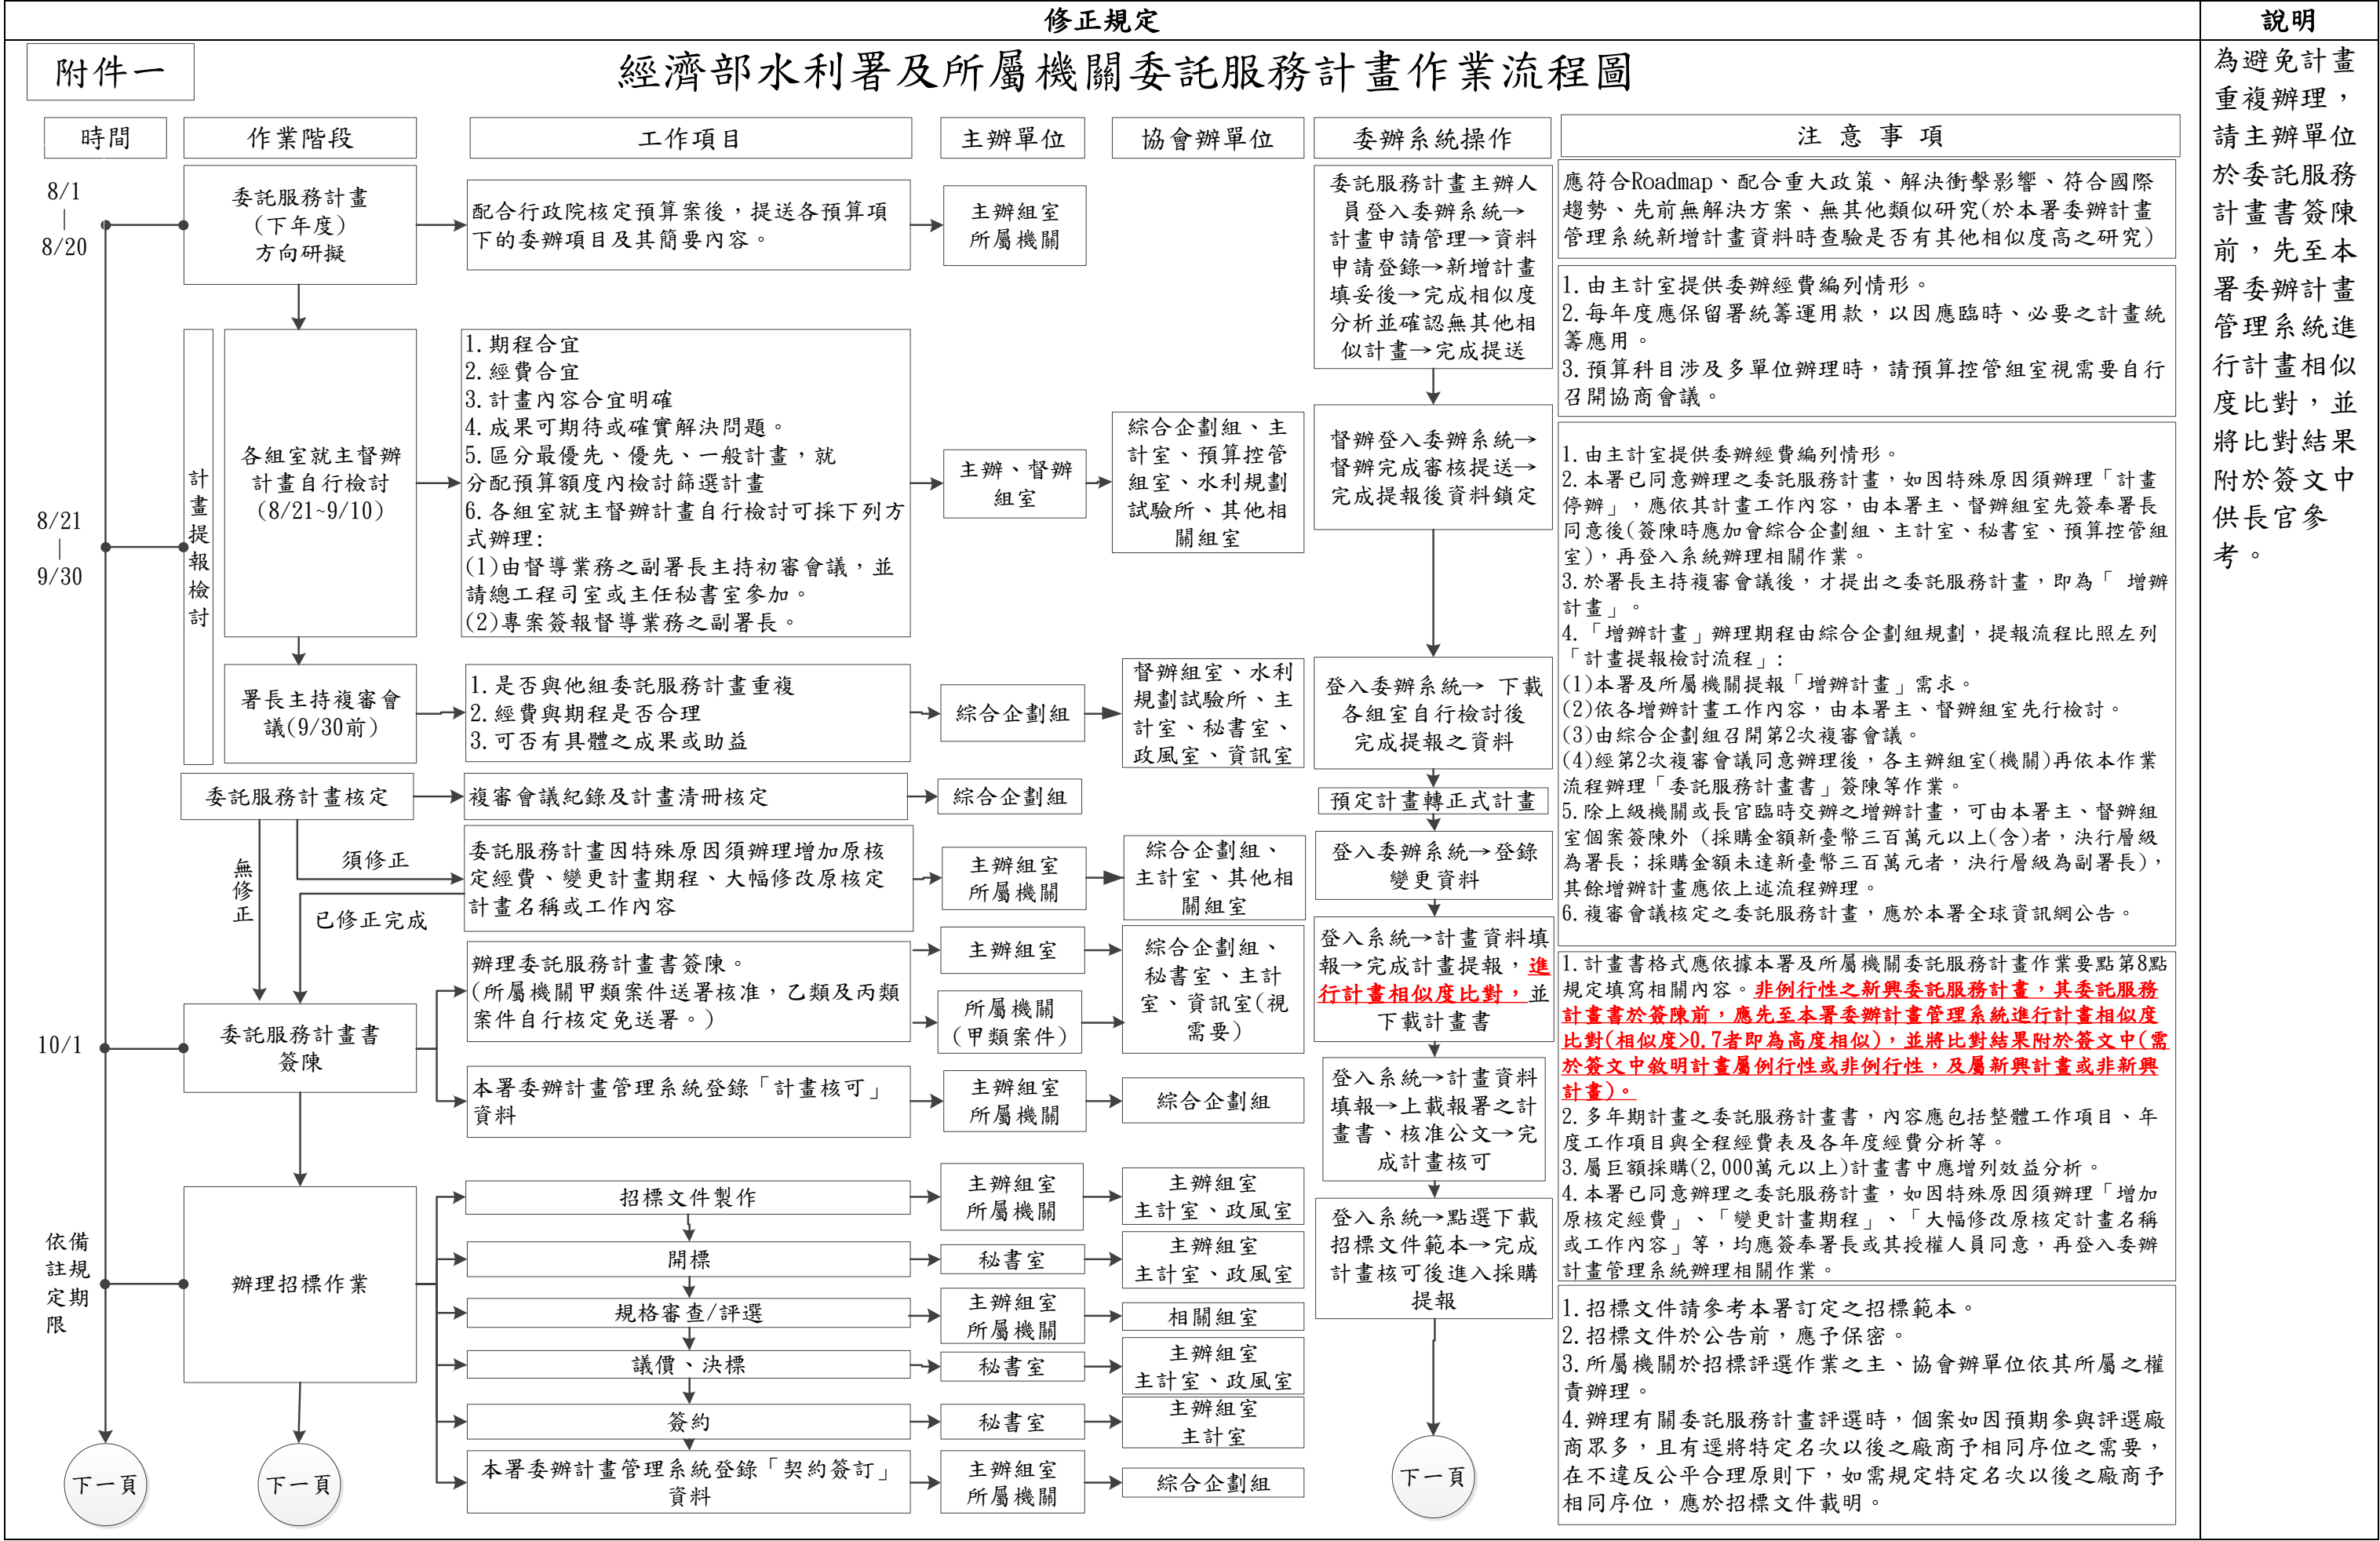 修正規定
說明
附件一
經濟部水利署及所屬機關委託服務計畫作業流程圖
時間
作業階段
工作項目
主辦單位
協會辦單位
委辦系統操作
注 意 事 項
8/1
|
8/20
委託服務計畫
(下年度)
方向研擬
配合行政院核定預算案後，提送各預算項
下的委辦項目及其簡要內容。
主辦組室
所屬機關
委託服務計畫主辦人
員登入委辦系統→
計畫申請管理→資料
申請登錄→新增計畫
填妥後→完成相似度
分析並確認無其他相
似計畫→完成提送
應符合Roadmap、配合重大政策、解決衝擊影響、符合國際
趨勢、先前無解決方案、無其他類似研究(於本署委辦計畫
管理系統新增計畫資料時查驗是否有其他相似度高之研究)
1.由主計室提供委辦經費編列情形。
2.每年度應保留署統籌運用款，以因應臨時、必要之計畫統
籌應用。
3.預算科目涉及多單位辦理時，請預算控管組室視需要自行
召開協商會議。
8/21
|
9/30
計
畫
提
報
檢
討
各組室就主督辦
計畫自行檢討
(8/21~9/10)
1.期程合宜
2.經費合宜
3.計畫內容合宜明確
4.成果可期待或確實解決問題。
5.區分最優先、優先、一般計畫，就
分配預算額度內檢討篩選計畫
6.各組室就主督辦計畫自行檢討可採下列方
式辦理:
(1)由督導業務之副署長主持初審會議，並
請總工程司室或主任秘書室參加。
(2)專案簽報督導業務之副署長。
主辦、督辦
組室
綜合企劃組、主
計室、預算控管
組室、水利規劃
試驗所、其他相
關組室
督辦登入委辦系統→
督辦完成審核提送→
完成提報後資料鎖定
1.由主計室提供委辦經費編列情形。
2.本署已同意辦理之委託服務計畫，如因特殊原因須辦理「計畫
停辦」，應依其計畫工作內容，由本署主、督辦組室先簽奉署長
同意後(簽陳時應加會綜合企劃組、主計室、秘書室、預算控管組
室)，再登入系統辦理相關作業。
3.於署長主持複審會議後，才提出之委託服務計畫，即為「 增辦
計畫」。
4.「增辦計畫」辦理期程由綜合企劃組規劃，提報流程比照左列
「計畫提報檢討流程」:
(1)本署及所屬機關提報「增辦計畫」需求。
(2)依各增辦計畫工作內容，由本署主、督辦組室先行檢討。
(3)由綜合企劃組召開第2次複審會議。
(4)經第2次複審會議同意辦理後，各主辦組室(機關)再依本作業
流程辦理「委託服務計畫書」簽陳等作業。
5.除上級機關或長官臨時交辦之增辦計畫，可由本署主、督辦組
室個案簽陳外 (採購金額新臺幣三百萬元以上(含)者，決行層級
為署長；採購金額未達新臺幣三百萬元者，決行層級為副署長)，
其餘增辦計畫應依上述流程辦理。
6.複審會議核定之委託服務計畫，應於本署全球資訊網公告。
署長主持複審會
議(9/30前)
1.是否與他組委託服務計畫重複
2.經費與期程是否合理
3.可否有具體之成果或助益
綜合企劃組
督辦組室、水利
規劃試驗所、主
計室、秘書室、
政風室、資訊室
登入委辦系統→ 下載
各組室自行檢討後
完成提報之資料
委託服務計畫核定
複審會議紀錄及計畫清冊核定
綜合企劃組
預定計畫轉正式計畫
無
修
正
須修正
已修正完成
委託服務計畫因特殊原因須辦理增加原核
定經費、變更計畫期程、大幅修改原核定
計畫名稱或工作內容
主辦組室
所屬機關
綜合企劃組、
主計室、其他相
關組室
登入委辦系統→登錄
變更資料
10/1
委託服務計畫書
簽陳
辦理委託服務計畫書簽陳。
(所屬機關甲類案件送署核准，乙類及丙類
案件自行核定免送署。)
主辦組室
所屬機關
(甲類案件)
綜合企劃組、
秘書室、主計
室、資訊室(視
需要)
登入系統→計畫資料填
報→完成計畫提報，進
行計畫相似度比對，並
下載計畫書
1.計畫書格式應依據本署及所屬機關委託服務計畫作業要點第8點
規定填寫相關內容。非例行性之新興委託服務計畫，其委託服務
計畫書於簽陳前，應先至本署委辦計畫管理系統進行計畫相似度
比對(相似度>0.7者即為高度相似)，並將比對結果附於簽文中(需
於簽文中敘明計畫屬例行性或非例行性，及屬新興計畫或非新興
計畫)。
2.多年期計畫之委託服務計畫書，內容應包括整體工作項目、年
度工作項目與全程經費表及各年度經費分析等。
3.屬巨額採購(2,000萬元以上)計畫書中應增列效益分析。
4.本署已同意辦理之委託服務計畫，如因特殊原因須辦理「增加
原核定經費」、「變更計畫期程」、「大幅修改原核定計畫名稱
或工作內容」等，均應簽奉署長或其授權人員同意，再登入委辦
計畫管理系統辦理相關作業。
本署委辦計畫管理系統登錄「計畫核可」
資料
主辦組室
所屬機關
綜合企劃組
登入系統→計畫資料
填報→上載報署之計
畫書、核准公文→完
成計畫核可
依備
註規
定期
限
辦理招標作業
招標文件製作
主辦組室
所屬機關
主辦組室
主計室、政風室
開標
秘書室
主辦組室
主計室、政風室
規格審查/評選
主辦組室
所屬機關
相關組室
議價、決標
秘書室
主辦組室
主計室、政風室
簽約
秘書室
主辦組室
主計室
本署委辦計畫管理系統登錄「契約簽訂」
資料
主辦組室
所屬機關
綜合企劃組
登入系統→點選下載
招標文件範本→完成
計畫核可後進入採購
提報
1.招標文件請參考本署訂定之招標範本。
2.招標文件於公告前，應予保密。
3.所屬機關於招標評選作業之主、協會辦單位依其所屬之權
責辦理。
4.辦理有關委託服務計畫評選時，個案如因預期參與評選廠
商眾多，且有逕將特定名次以後之廠商予相同序位之需要，
在不違反公平合理原則下，如需規定特定名次以後之廠商予
相同序位，應於招標文件載明。
下一頁
下一頁
下一頁
為避免計畫
重複辦理，
請主辦單位
於委託服務
計畫書簽陳
前，先至本
署委辦計畫
管理系統進
行計畫相似
度比對，並
將比對結果
附於簽文中
供長官參
考。